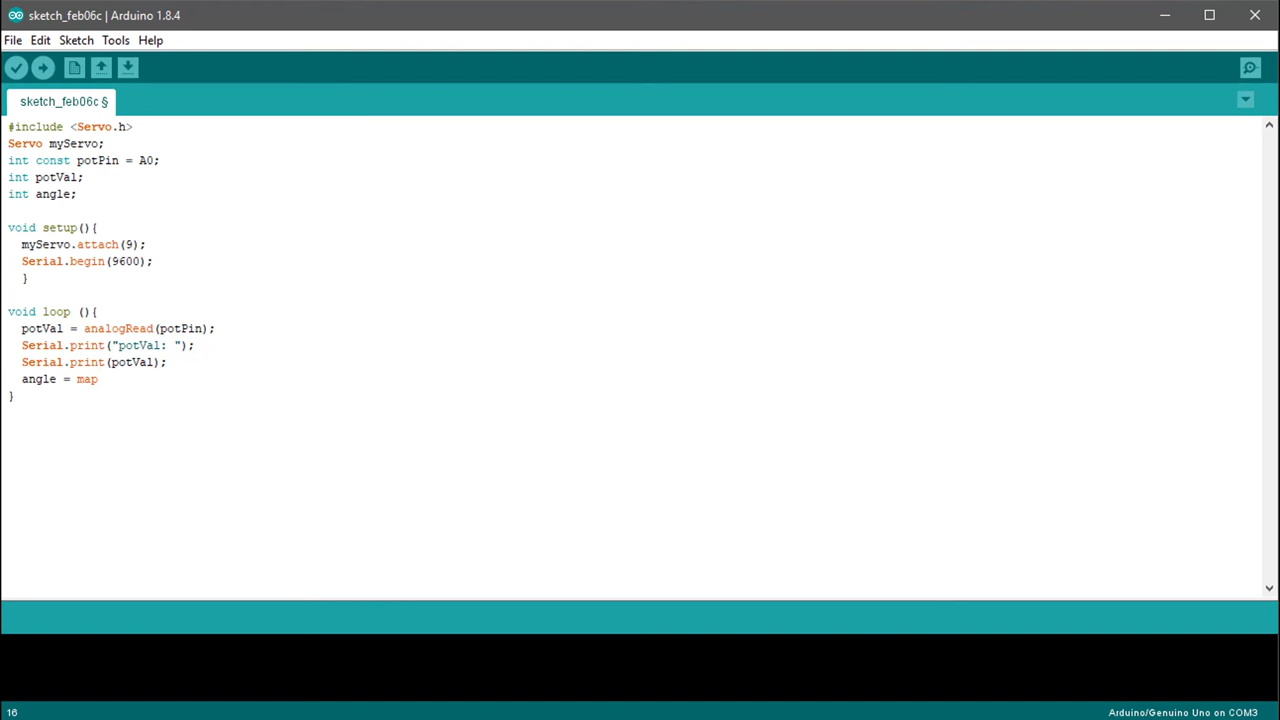 sketch_feb06c | Arduino 1.8.4
File Edit Sketch Tools Help
sketch_feb06c §
#include <Servo.h>
Servo myServo;
int const potPin = A0;
int potVal;
int angle;
void setup(){
myServo.attach(9);
Serial.begin(9600);
}
void loop (){
potVal = analogRead(potPin);
Serial.print("potVal: ");
Serial.print(potVal);
angle = map
}
16
Arduino/Genuino Uno on COM3